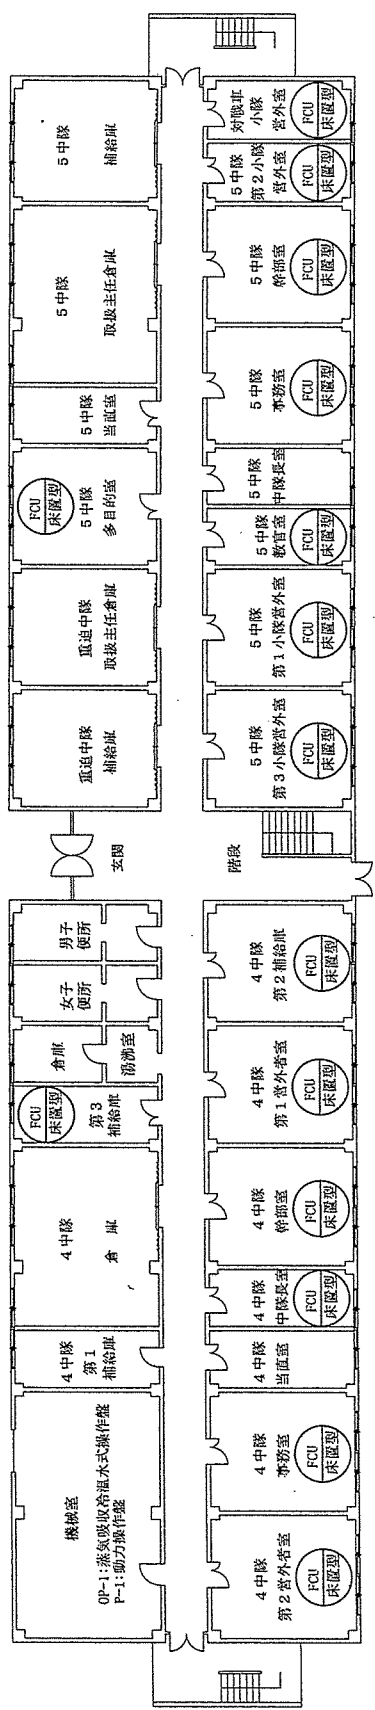 機械室
OP-1:蒸気吸収冷温水式操作盤
P-1:動力操作盤
4中隊
第1
補給庫
4中隊
倉 庫
FCU
床置型
第3
補給庫
倉庫
湯沸室
女子
便所
男子
便所
玄関
重迫中隊
補給庫
重迫中隊
取扱主任倉庫
FCU
床置型
5中隊
多目的室
5中隊
当直室
5中隊
取扱主任倉庫
5中隊
補給庫
4中隊
第2営外者室
FCU
床置型
4中隊
事務室
FCU
床置型
4中隊
当直室
4中隊
中隊長室
FCU
床置型
4中隊
幹部室
FCU
床置型
4中隊
第1営外者室
FCU
床置型
4中隊
第2補給庫
FCU
床置型
階段
5中隊
第3小隊営外室
FCU
床置型
5中隊
第1小隊営外室
FCU
床置型
5中隊
教官室
FCU
床置型
5中隊
中隊長室
5中隊
事務室
FCU
床置型
5中隊
幹部室
FCU
床置型
5中隊
第2小隊
営外室
FCU
床置型
対戦車
小隊
営外室
FCU
床置型